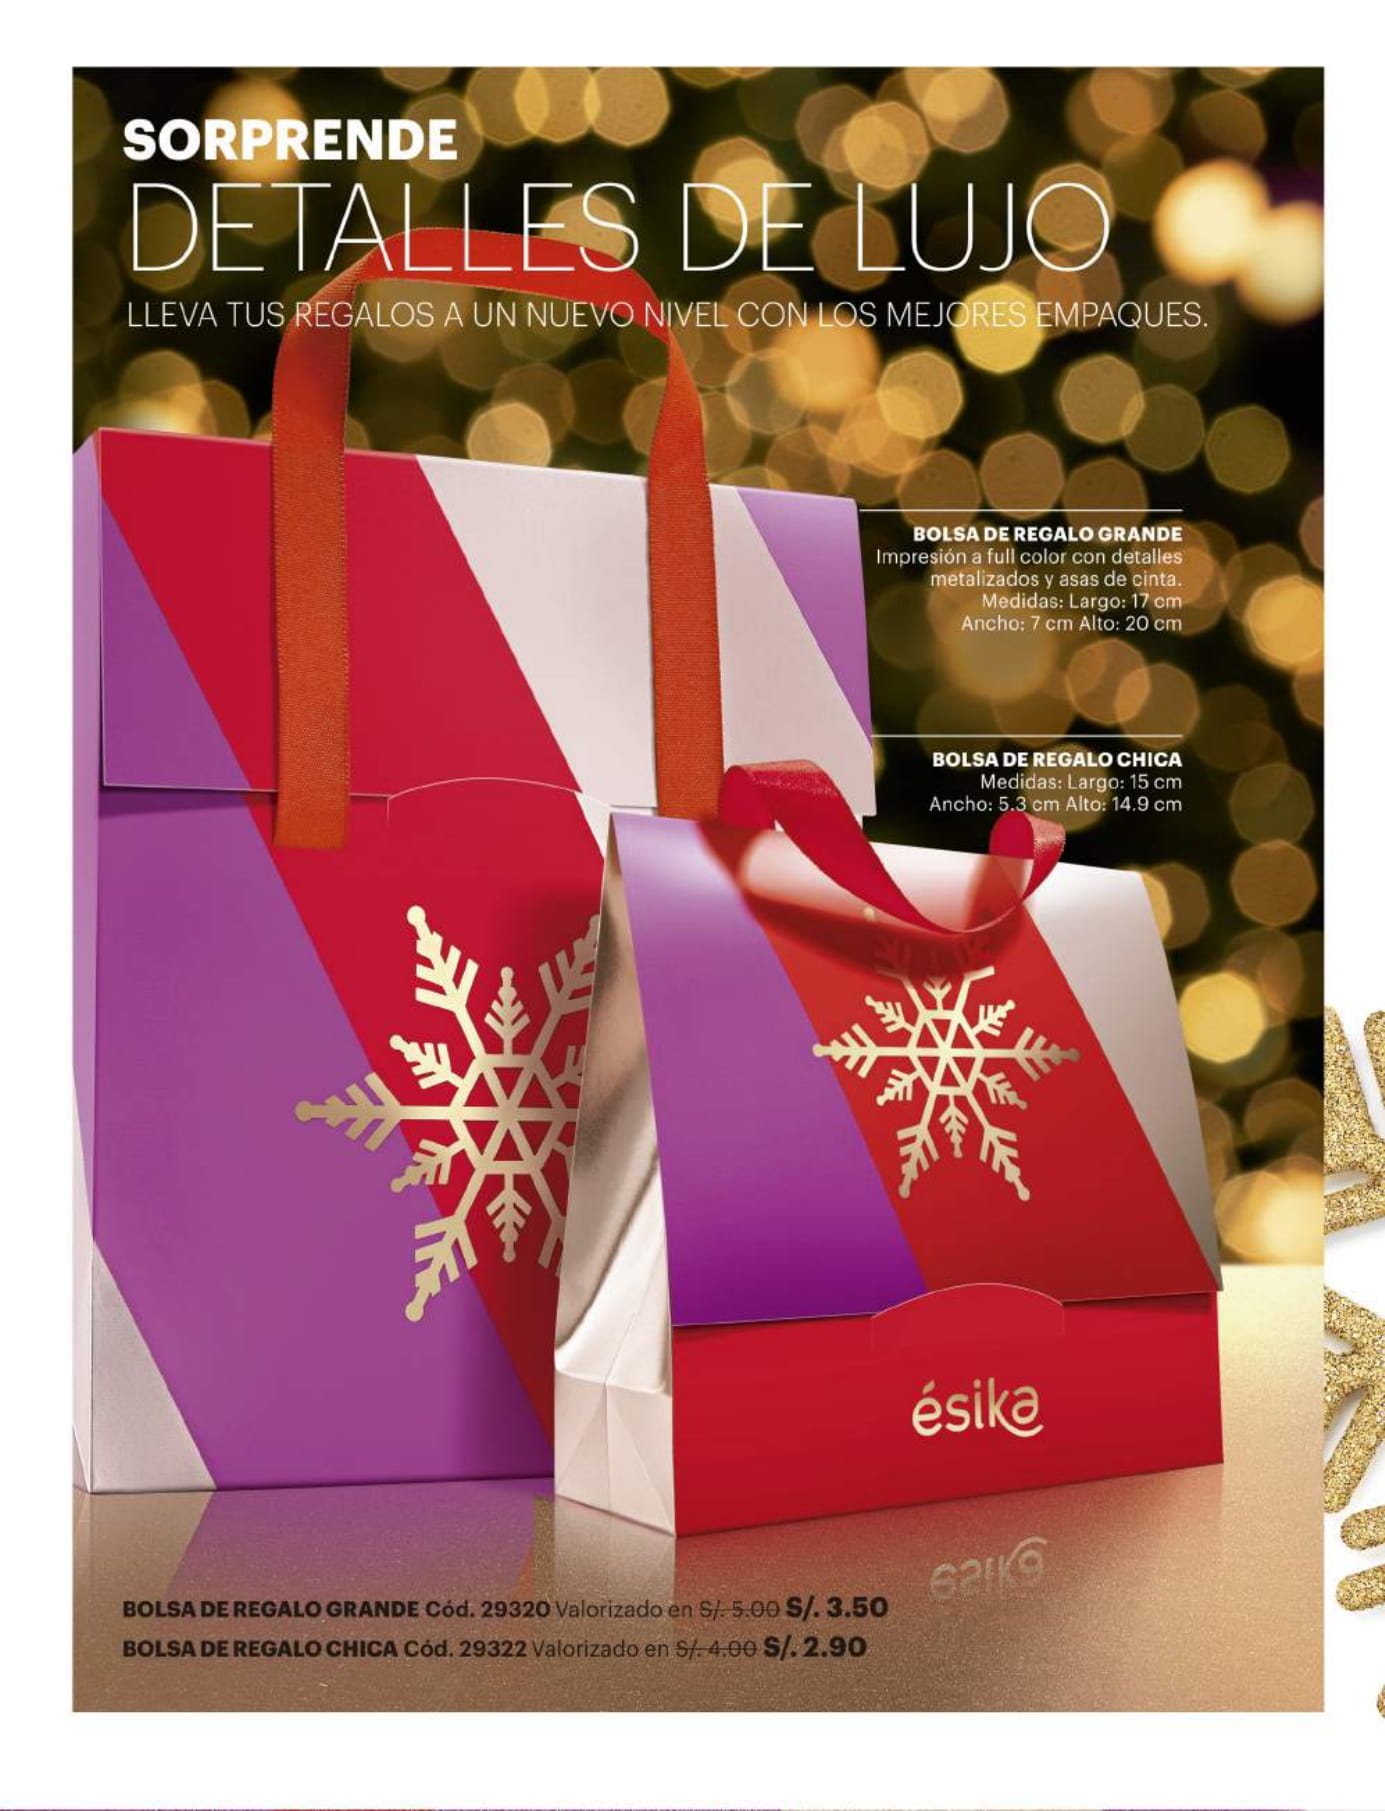 SORPRENDE
DETALLES DE LUJO
LLEVA TUS REGALOS A UN NUEVO NIVEL CON LOS MEJORES EMPAQUES.
BOLSA DE REGALO GRANDE
Impresión a full color con detalles
metalizados y asas de cinta.
Medidas: Largo: 17 cm
Ancho: 7 cm Alto: 20 cm
BOLSA DE REGALO CHICA
Medidas: Largo: 15 cm
Ancho: 5.3 cm Alto: 14.9 cm
ésika
BOLSA DE REGALO GRANDE Cód. 29320 Valorizado en S/. 5.00 S/. 3.50
BOLSA DE REGALO CHICA Cód. 29322 Valorizado en S/. 4.00 S/. 2.90